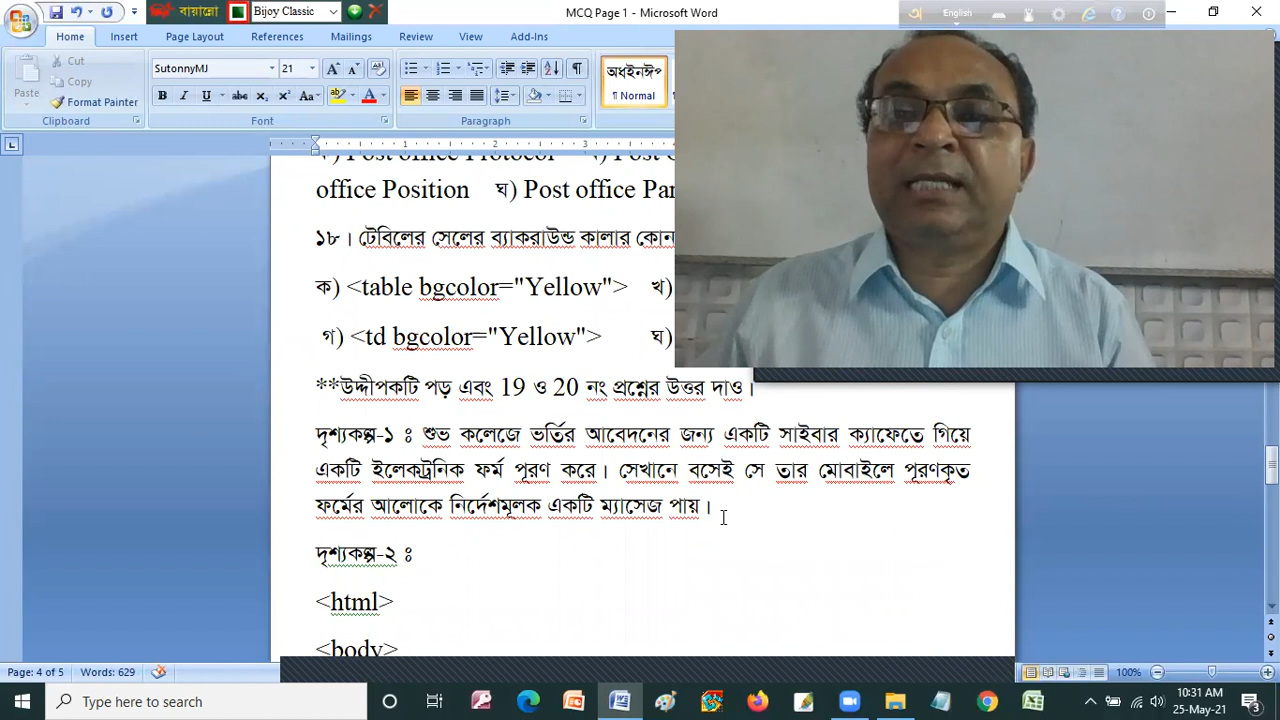 বায়ান্নো Bijoy Classic MCQ Page 1 - Microsoft Word English
Home Insert Page Layout References Mailings Review View Add-Ins
Cut
Copy
Paste
Format Painter
SutonnyMJ 21
অধইনঈপ
¶ Normal
Clipboard Font Paragraph
Post office Protocol
office Position ঘ) Post office Par
১৮। টেবিলের সেলের ব্যাকরাউন্ড কালার কোন
ক) <table bgcolor="Yellow"> খ)
গ) <td bgcolor="Yellow"> ঘ)
**উদ্দীপকটি পড় এবং 19 ও 20 নং প্রশ্নের উত্তর দাও।
দৃশ্যকল্প-১ ঃ শুভ কলেজে ভর্তির আবেদনের জন্য একটি সাইবার ক্যাফেতে গিয়ে
একটি ইলেকট্রনিক ফর্ম পূরণ করে। সেখানে বসেই সে তার মোবাইলে পূরণকৃত
ফর্মের আলোকে নির্দেশমূলক একটি ম্যাসেজ পায়।
দৃশ্যকল্প-২ ঃ
<html>
<body>
Page: 4 of 5 Words: 629 100%
Type here to search
10:31 AM
25-May-21